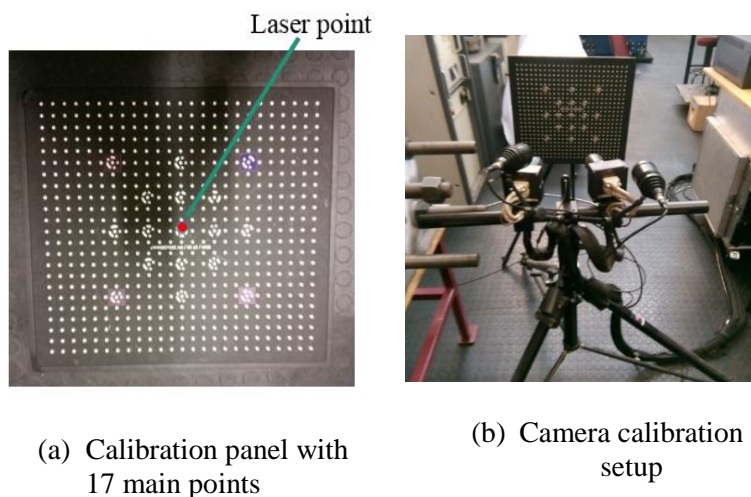 Laser point
(a) Calibration panel with
17 main points
(b) Camera calibration
setup